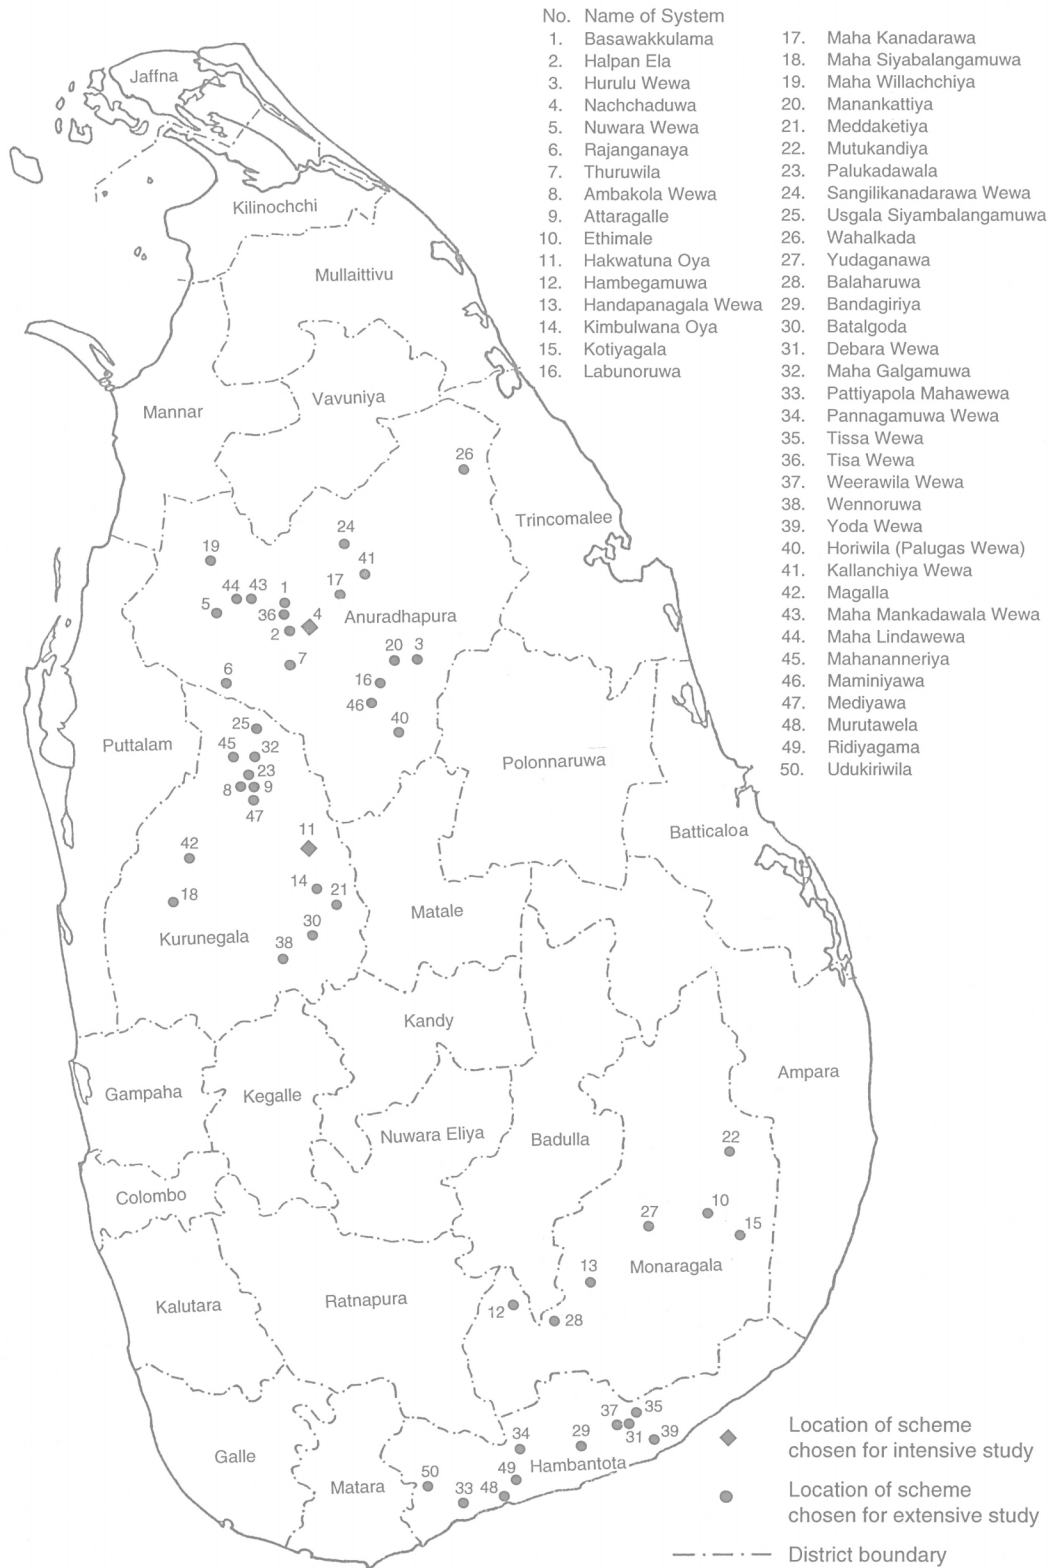 No. Name of System
1. Basawakkulama
2. Halpan Ela
3. Hurulu Wewa
4. Nachchaduwa
5. Nuwara Wewa
6. Rajanganaya
7. Thuruwila
8. Ambakola Wewa
9. Attaragalle
10. Ethimale
11. Hakwatuna Oya
12. Hambegamuwa
13. Handapanagala Wewa
14. Kimbulwana Oya
15. Kotiyagala
16. Labunoruwa
17. Maha Kanadarawa
18. Maha Siyabalangamuwa
19. Maha Willachchiya
20. Manankattiya
21. Meddaketiya
22. Mutukandiya
23. Palukadawala
24. Sangilikanadarawa Wewa
25. Usgala Siyambalangamuwa
26. Wahalkada
27. Yudaganawa
28. Balaharuwa
29. Bandagiriya
30. Batalgoda
31. Debara Wewa
32. Maha Galgamuwa
33. Pattiyapola Mahawewa
34. Pannagamuwa Wewa
35. Tissa Wewa
36. Tisa Wewa
37. Weerawila Wewa
38. Wennoruwa
39. Yoda Wewa
40. Horiwila (Palugas Wewa)
41. Kallanchiya Wewa
42. Magalla
43. Maha Mankadawala Wewa
44. Maha Lindawewa
45. Mahananneriya
46. Maminiyawa
47. Mediyawa
48. Murutawela
49. Ridiyagama
50. Udukiriwila
Jaffna
Kilinochchi
Mullaittivu
Mannar
Vavuniya
26
Trincomalee
24
19
41
17
44 43 1
5
36 4
Anuradhapura
2
7
20 3
6
16
46
40
25
Puttalam
45 32
Polonnaruwa
23
8 9
47
11
Batticaloa
42
14
21
18
Matale
30
Kurunegala
38
Kandy
Ampara
Gampaha
Kegalle
Nuwara Eliya
Badulla
22
Colombo
10
27
15
13
Monaragala
Kalutara
Ratnapura
12
28
37 35
31 39
34
29
Hambantota
Galle
50
49
Matara
33 48
Location of scheme
chosen for intensive study
Location of scheme
chosen for extensive study
District boundary